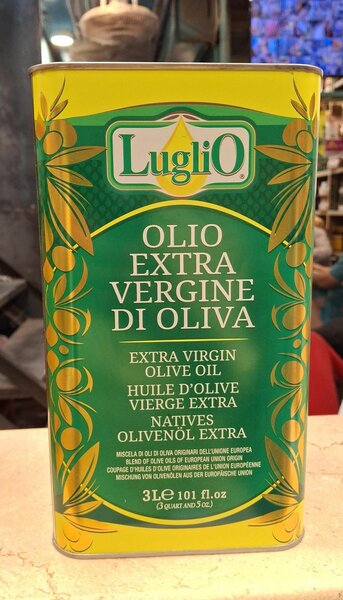 LugliO®
OLIO
EXTRA
VERGINE
DI OLIVA
EXTRA VIRGIN
OLIVE OIL
HUILE D'OLIVE
VIERGE EXTRA
NATIVES
OLIVENÖL EXTRA
MISCELA DI OLI DI OLIVA ORIGINARI DELL'UNIONE EUROPEA
BLEND OF OLIVE OILS OF EUROPEAN UNION ORIGIN
COUPAGE D'HUILES D'OLIVE ORIGINAIRES DE L'UNION EUROPÉENNE
MISCHUNG VON OLIVENÖLEN AUS DER EUROPÄISCHE UNION
3L℮ 101 fl.oz
(3 QUART AND 5 oz.)